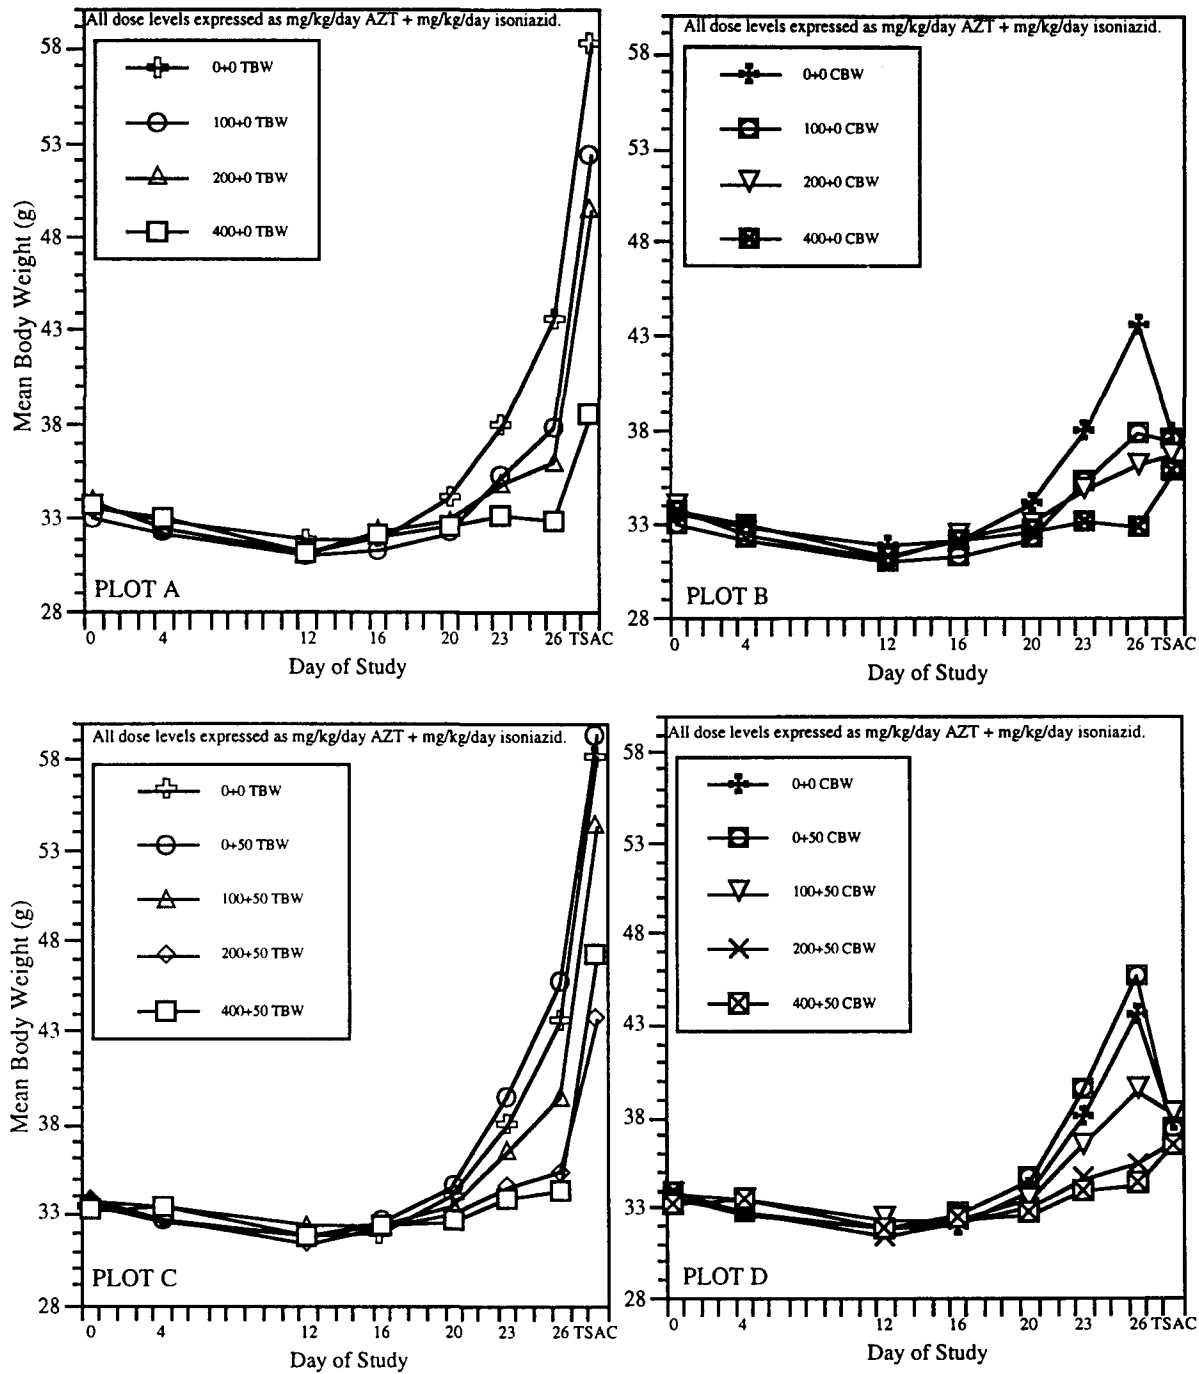 All dose levels expressed as mg/kg/day AZT + mg/kg/day isoniazid.
0+0 TBW
100+0 TBW
200+0 TBW
400+0 TBW
Mean Body Weight (g)
58
53
48
43
38
33
28
PLOT A
0 4 12 16 20 23 26 TSAC
Day of Study
All dose levels expressed as mg/kg/day AZT + mg/kg/day isoniazid.
0+0 CBW
100+0 CBW
200+0 CBW
400+0 CBW
58
53
48
43
38
33
28
PLOT B
0 4 12 16 20 23 26 TSAC
Day of Study
All dose levels expressed as mg/kg/day AZT + mg/kg/day isoniazid.
0+0 TBW
0+50 TBW
100+50 TBW
200+50 TBW
400+50 TBW
Mean Body Weight (g)
58
53
48
43
38
33
28
PLOT C
0 4 12 16 20 23 26 TSAC
Day of Study
All dose levels expressed as mg/kg/day AZT + mg/kg/day isoniazid.
0+0 CBW
0+50 CBW
100+50 CBW
200+50 CBW
400+50 CBW
58
53
48
43
38
33
28
PLOT D
0 4 12 16 20 23 26 TSAC
Day of Study